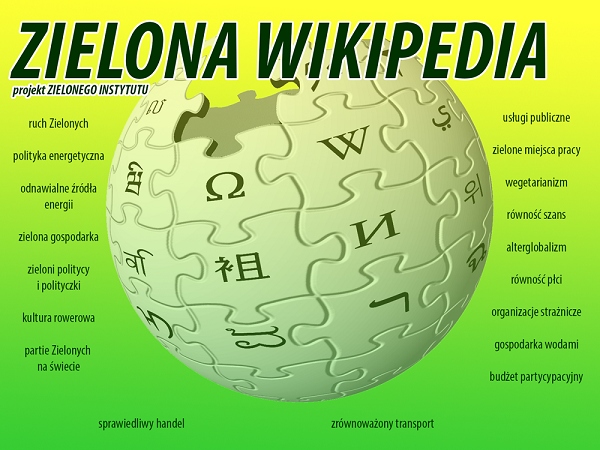 ZIELONA WIKIPEDIA
projekt ZIELONEGO INSTYTUTU
ruch Zielonych
polityka energetyczna
odnawialne źródła
energii
zielona gospodarka
zieloni politycy
i polityczki
kultura rowerowa
partie Zielonych
na świecie
sprawiedliwy handel
usługi publiczne
zielone miejsca pracy
wegetarianizm
równość szans
alterglobalizm
równość płci
organizacje strażnicze
gospodarka wodami
budżet partycypacyjny
zrównoważony transport
Ω W
祖 И
위